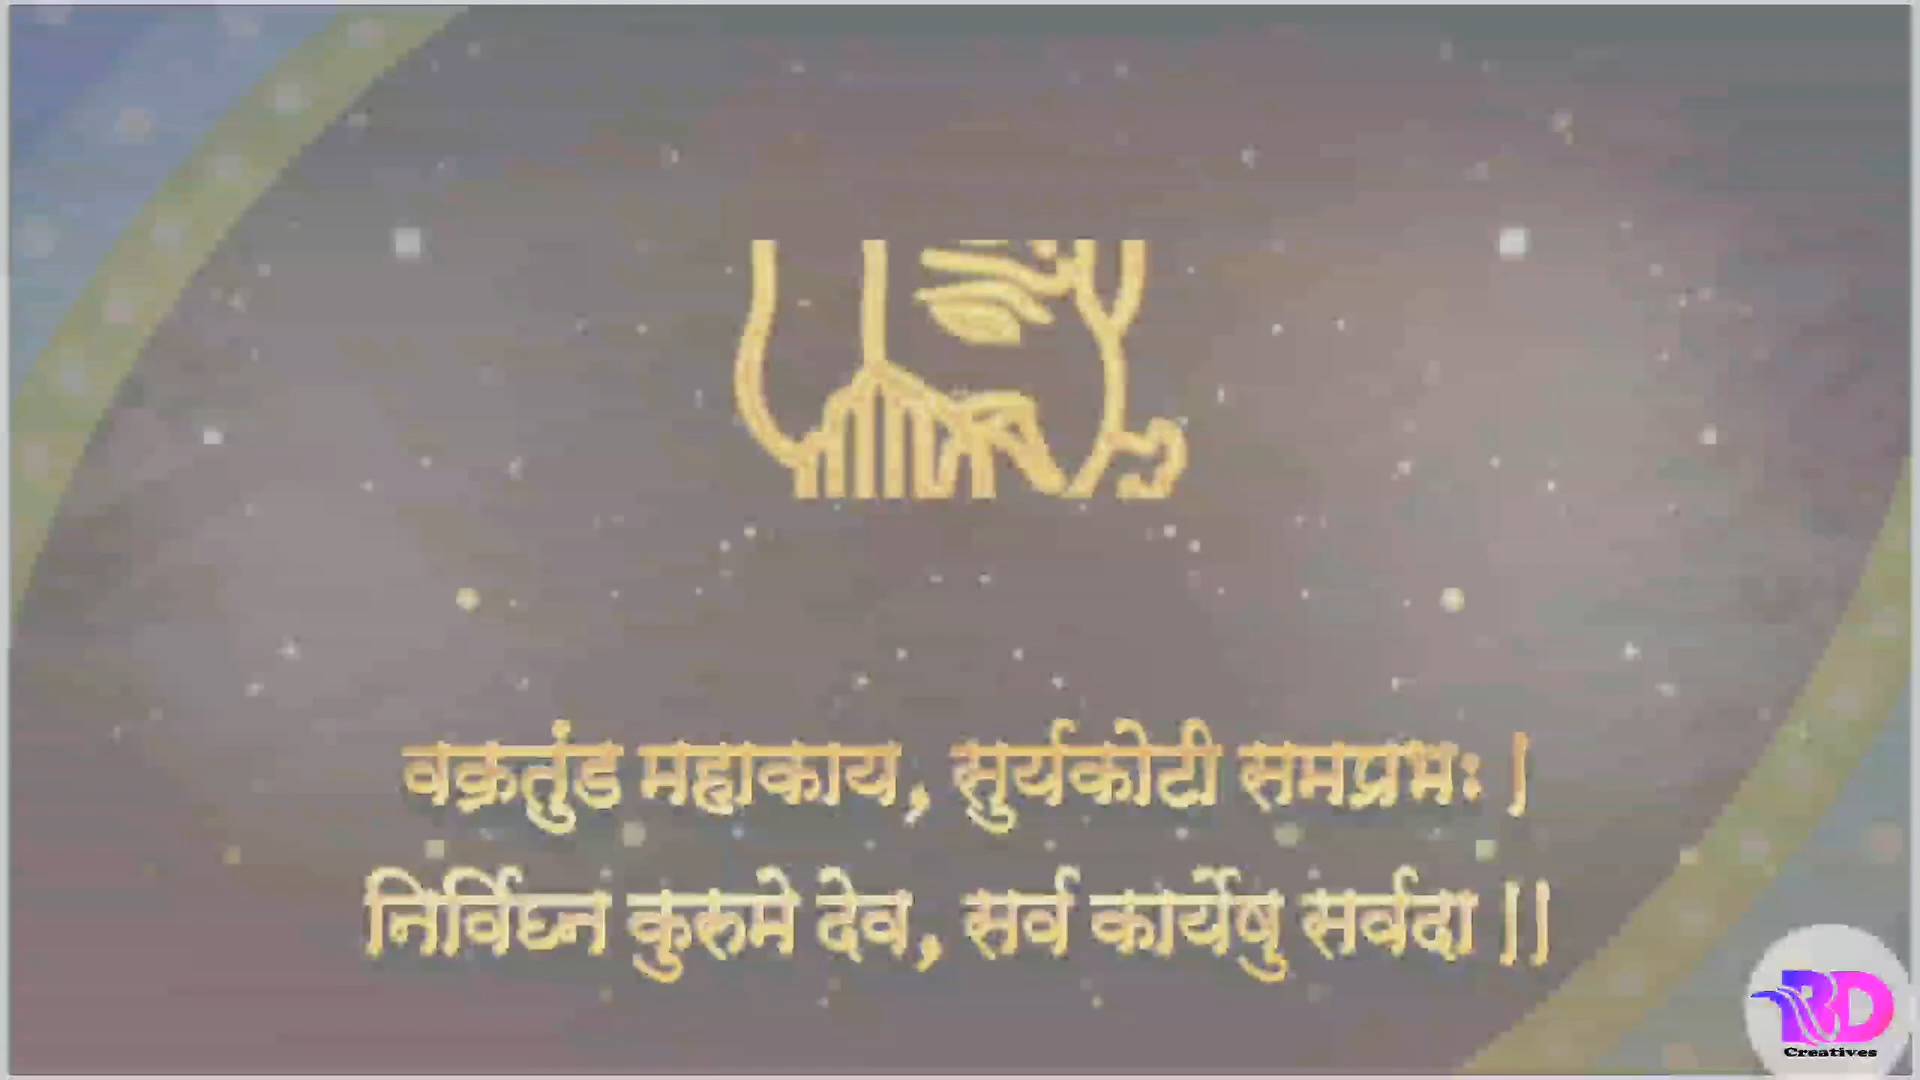 वक्रतुंड महाकाय, सुर्यकोटी समप्रभः |
निर्विघ्न कुरुमे देव, सर्व कार्येषु सर्वदा ||
RD
Creatives